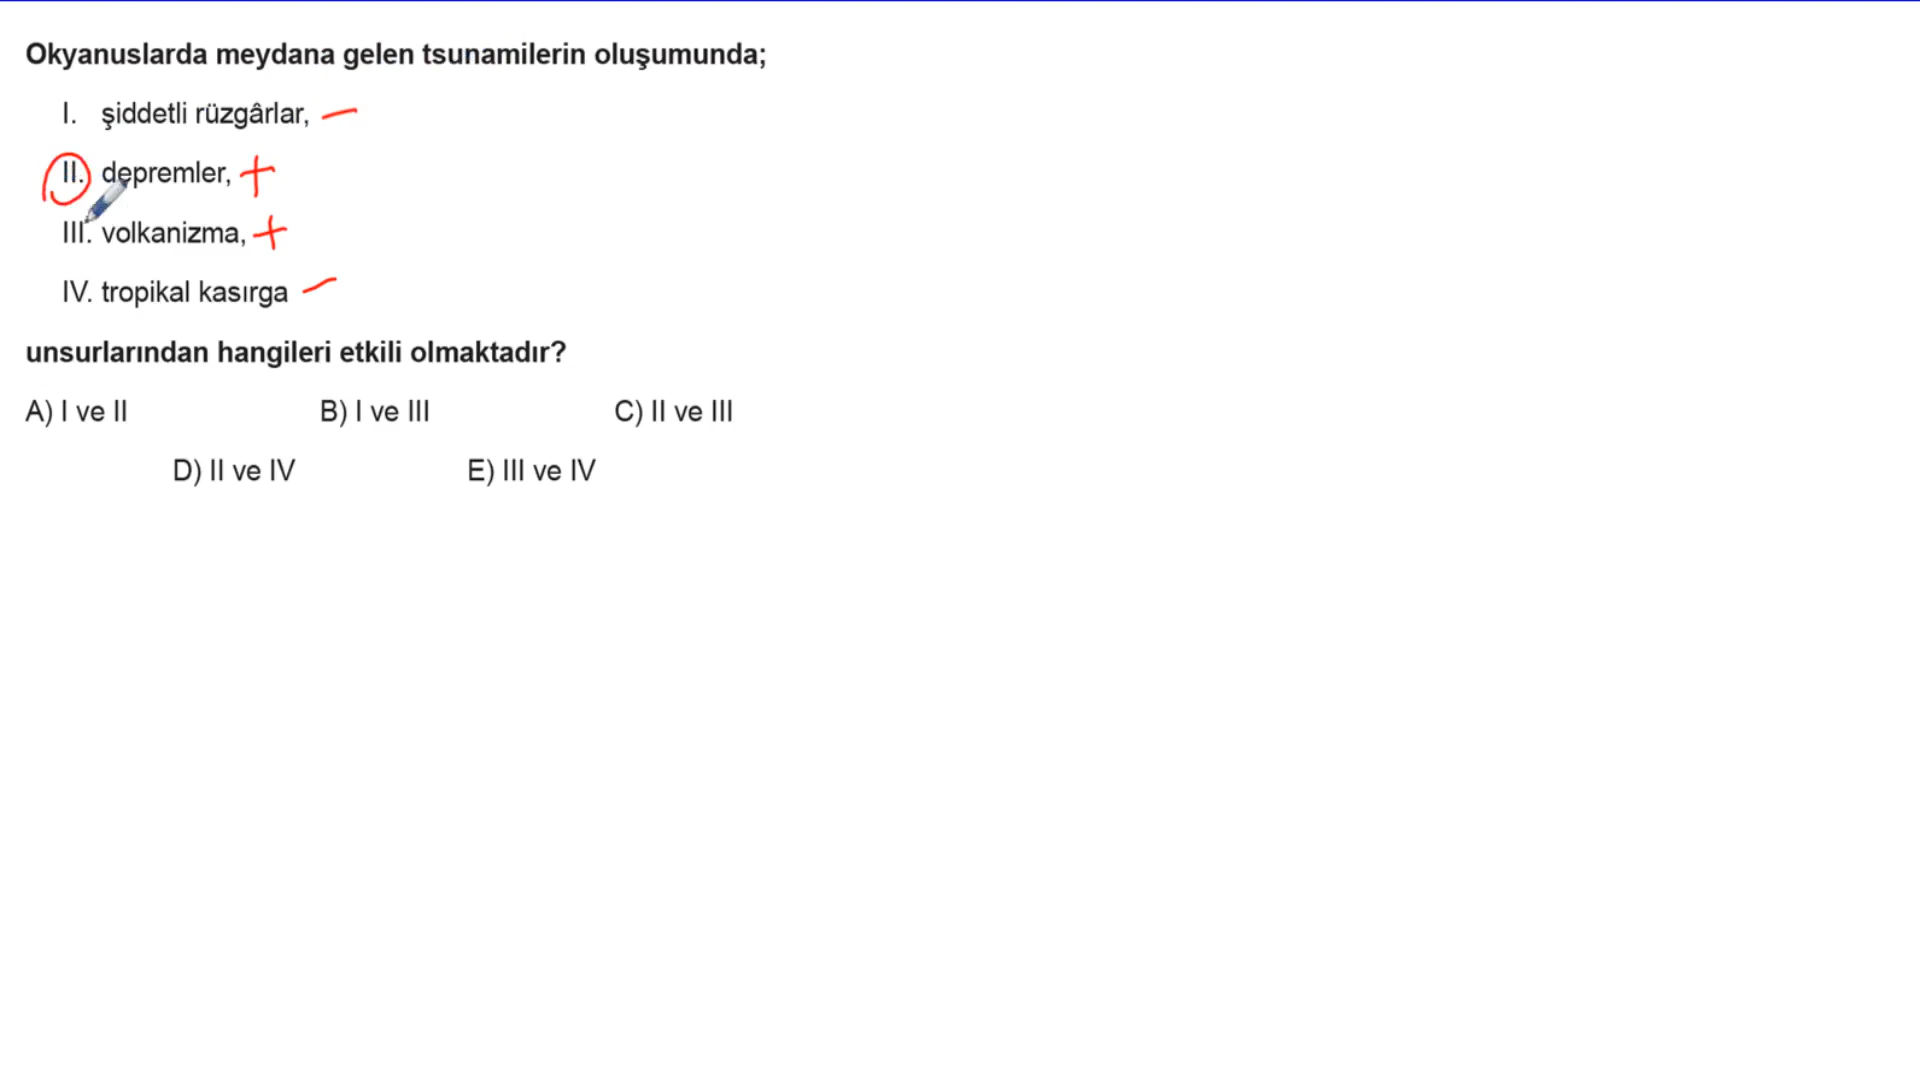 Okyanuslarda meydana gelen tsunamilerin oluşumunda;
I. şiddetli rüzgârlar, –
II. depremler, +
III. volkanizma, +
IV. tropikal kasırga –
unsurlarından hangileri etkili olmaktadır?
A) I ve II B) I ve III C) II ve III
D) II ve IV E) III ve IV